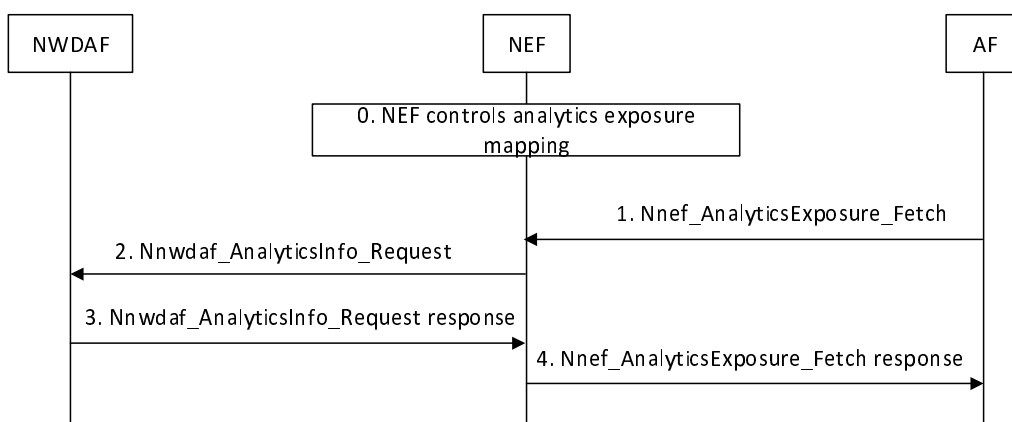 NWDAF
NEF
AF
0. NEF controls analytics exposure
mapping
1. Nnef_AnalyticsExposure_Fetch
2. Nnwdaf_AnalyticsInfo_Request
3. Nnwdaf_AnalyticsInfo_Request response
4. Nnef_AnalyticsExposure_Fetch response